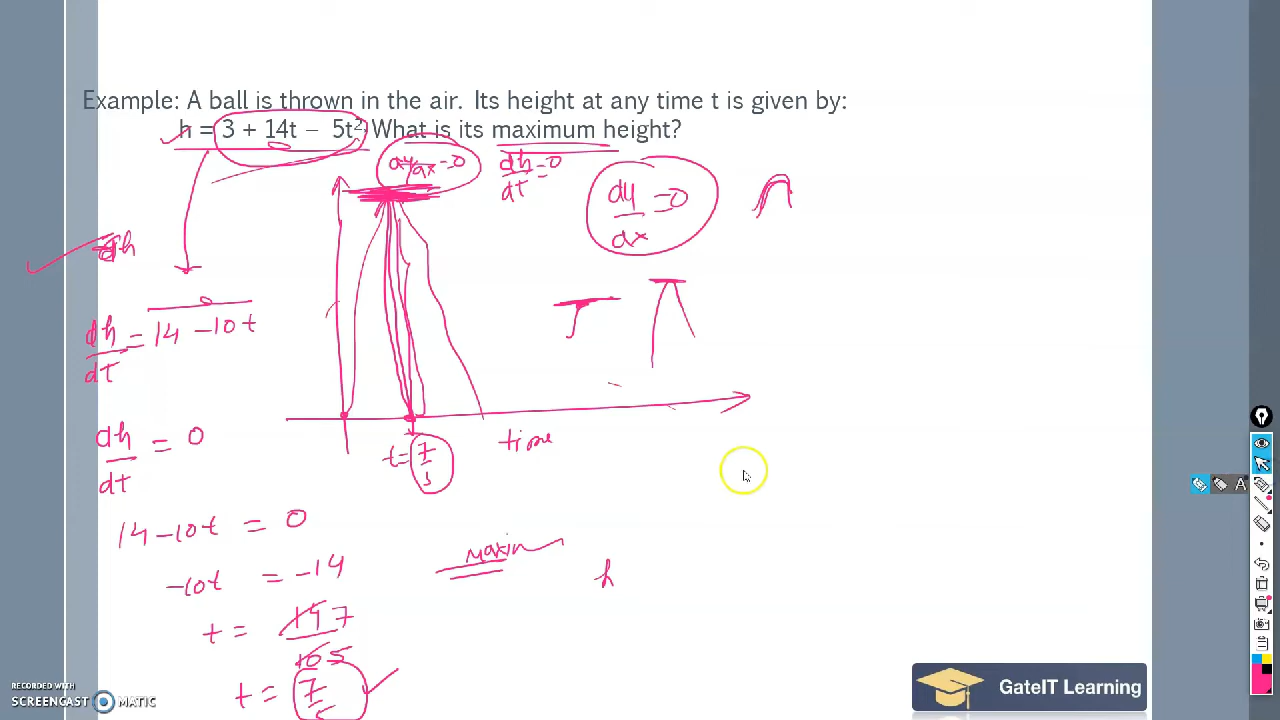 Example: A ball is thrown in the air. Its height at any time t is given by:
h = 3 + 14t − 5t² What is its maximum height?
dy/dx = 0
dh/dt = 0
dy/dx = 0
dh
dh/dt = 14 - 10t
dh/dt = 0
t = 7/5
time
14 - 10t = 0
-10t = -14
maxim
h
t = 14 7
10 5
t = 7/5
RECORDED WITH
SCREENCAST MATIC
GateIT Learning
A